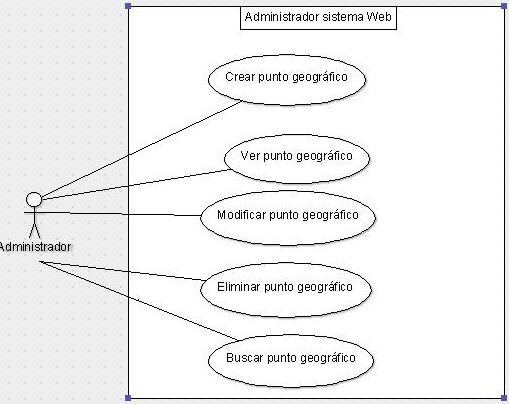 Administrador sistema Web
Crear punto geográfico
Ver punto geográfico
Modificar punto geográfico
Administrador
Eliminar punto geográfico
Buscar punto geográfico